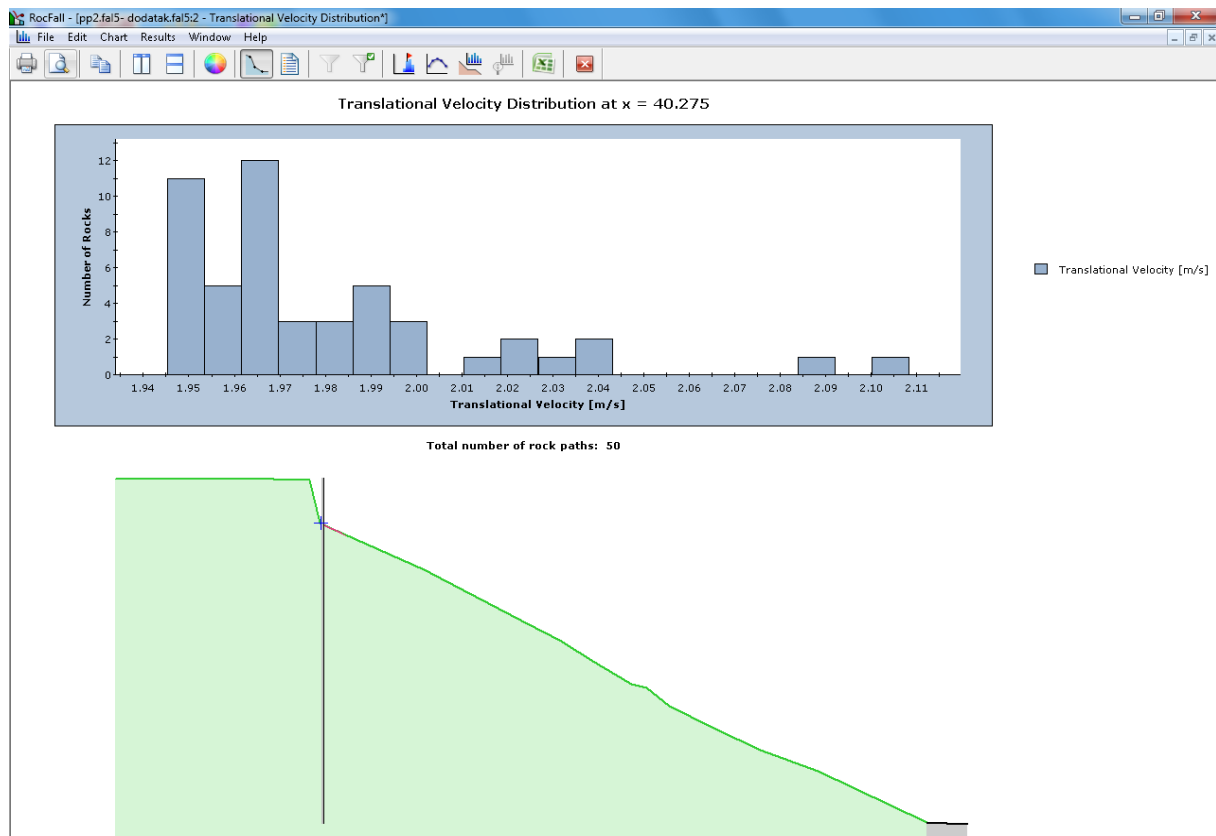 RocFall - [pp2.fal5- dodatak.fal5:2 - Translational Velocity Distribution*]
File Edit Chart Results Window Help
Translational Velocity Distribution at x = 40.275
12
10
8
6
4
2
0
Number of Rocks
1.94 1.95 1.96 1.97 1.98 1.99 2.00 2.01 2.02 2.03 2.04 2.05 2.06 2.07 2.08 2.09 2.10 2.11
Translational Velocity [m/s]
Translational Velocity [m/s]
Total number of rock paths: 50